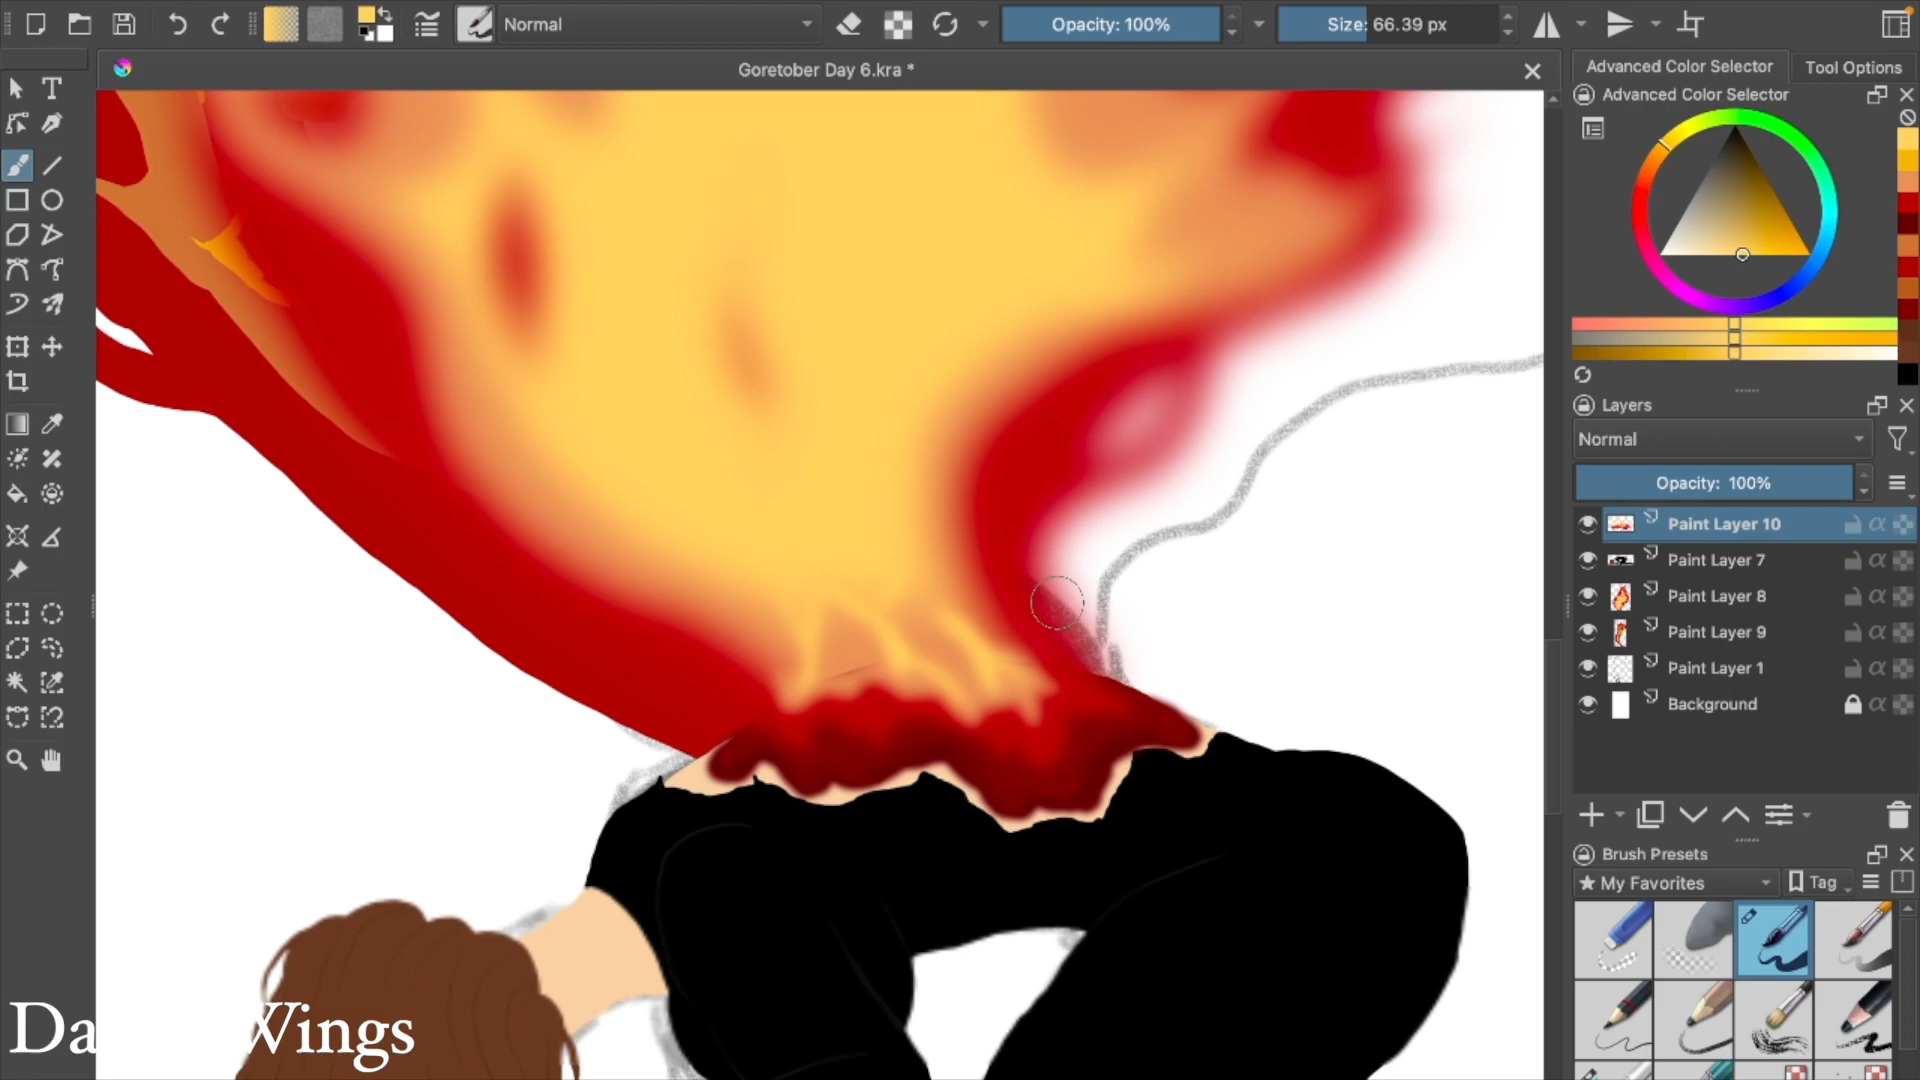 Normal
Opacity: 100%
Size: 66.39 px
Goretober Day 6.kra *
Advanced Color Selector
Tool Options
Advanced Color Selector
Layers
Normal
Opacity: 100%
Paint Layer 10
Paint Layer 7
Paint Layer 8
Paint Layer 9
Paint Layer 1
Background
Brush Presets
★ My Favorites
Tag
Wings